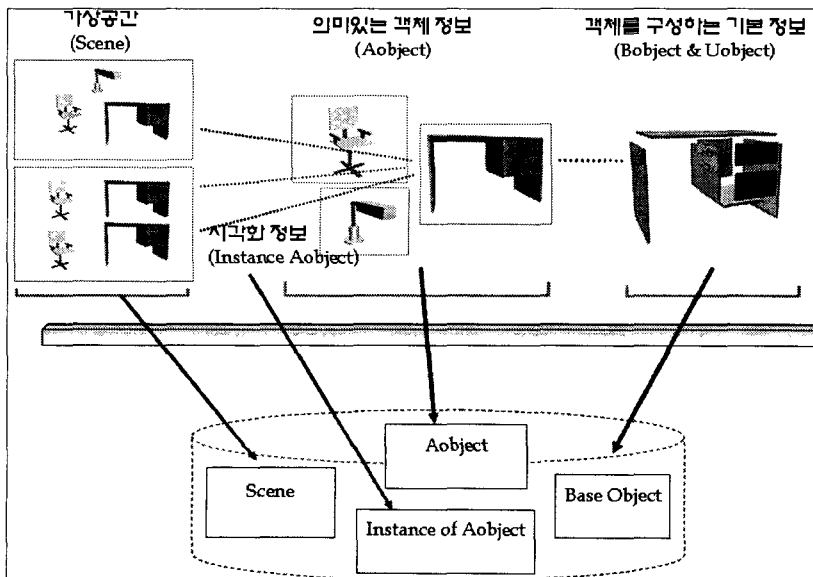 가상공간
(Scene)
의미있는 객체 정보
(Aobject)
객체를 구성하는 기본 정보
(Bobject & Uobject)
시각화 정보
(Instance Aobject)
Aobject
Scene
Base Object
Instance of Aobject